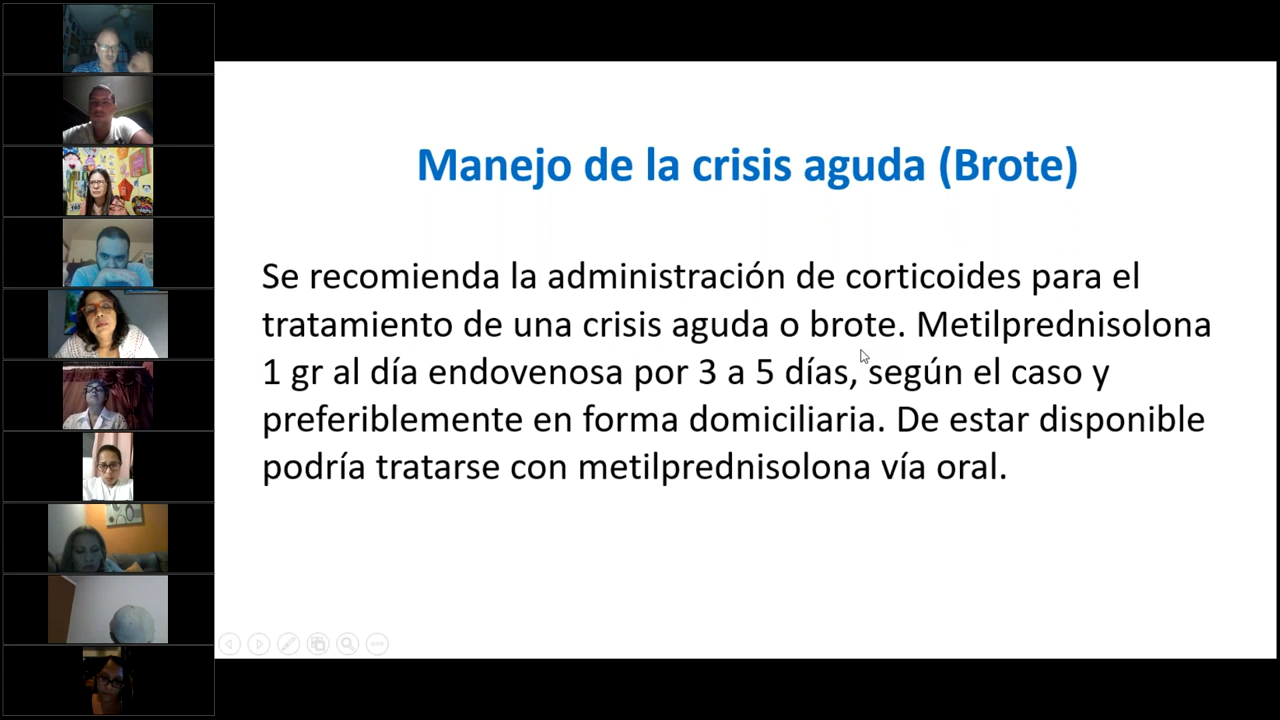 Manejo de la crisis aguda (Brote)
Se recomienda la administración de corticoides para el
tratamiento de una crisis aguda o brote. Metilprednisolona
1 gr al día endovenosa por 3 a 5 días, según el caso y
preferiblemente en forma domiciliaria. De estar disponible
podría tratarse con metilprednisolona vía oral.